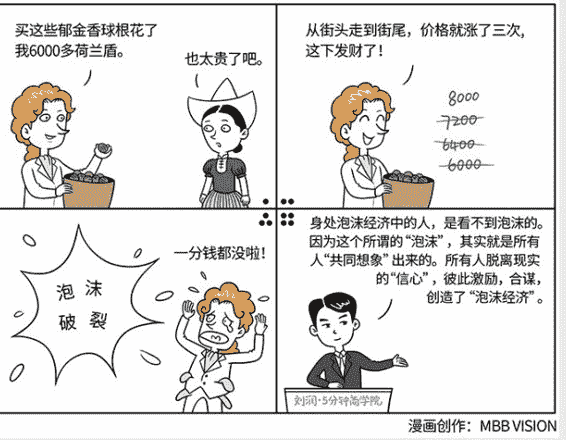 买这些郁金香球根花了
我6000多荷兰盾。
也太贵了吧。
从街头走到街尾，价格就涨了三次，
这下发财了！
8000
7200
6400
6000
泡沫
破裂
一分钱都没啦！
身处泡沫经济中的人，是看不到泡沫的。
因为这个所谓的“泡沫”，其实就是所有
人“共同想象”出来的。所有人脱离现实
的“信心”，彼此激励，合谋，
创造了“泡沫经济”。
刘润·5分钟商学院
漫画创作：MBB VISION